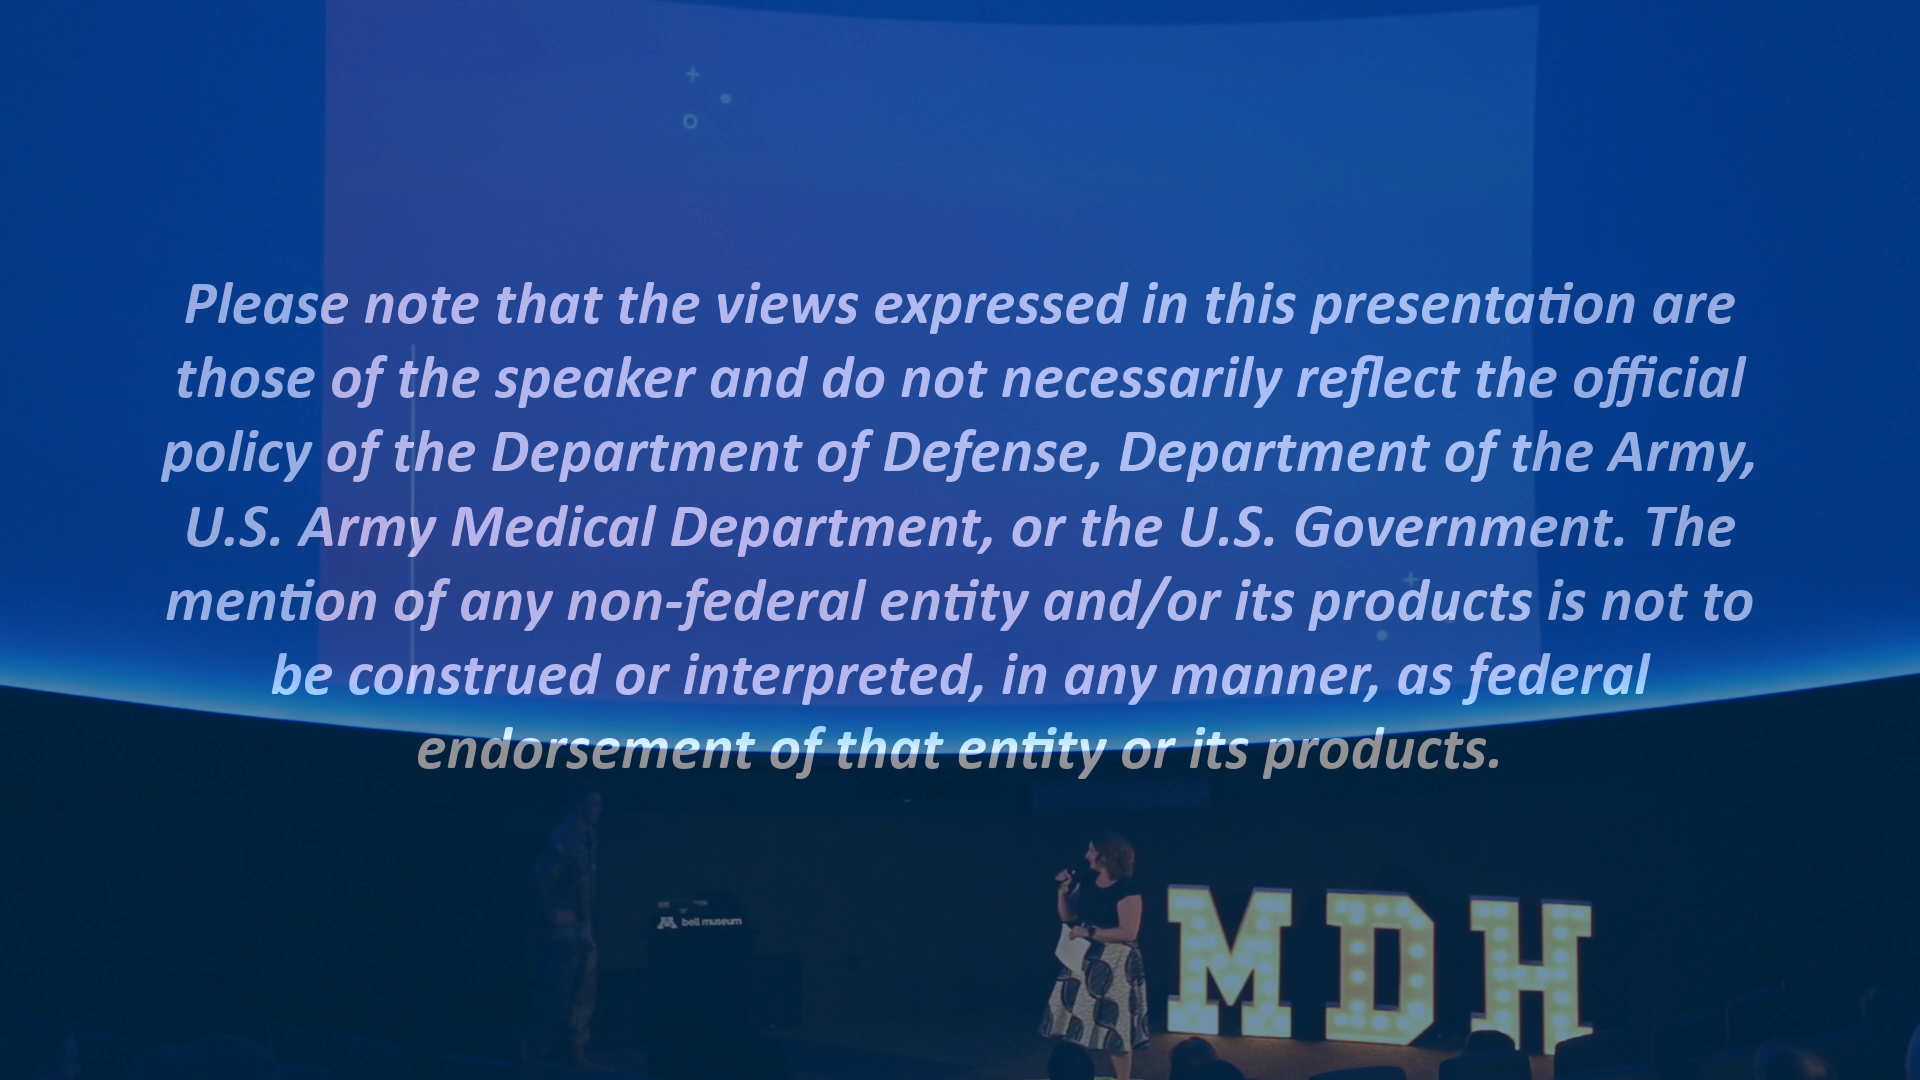 Please note that the views expressed in this presentation are
those of the speaker and do not necessarily reflect the official
policy of the Department of Defense, Department of the Army,
U.S. Army Medical Department, or the U.S. Government. The
mention of any non-federal entity and/or its products is not to
be construed or interpreted, in any manner, as federal
endorsement of that entity or its products.
M bell museum
MDH